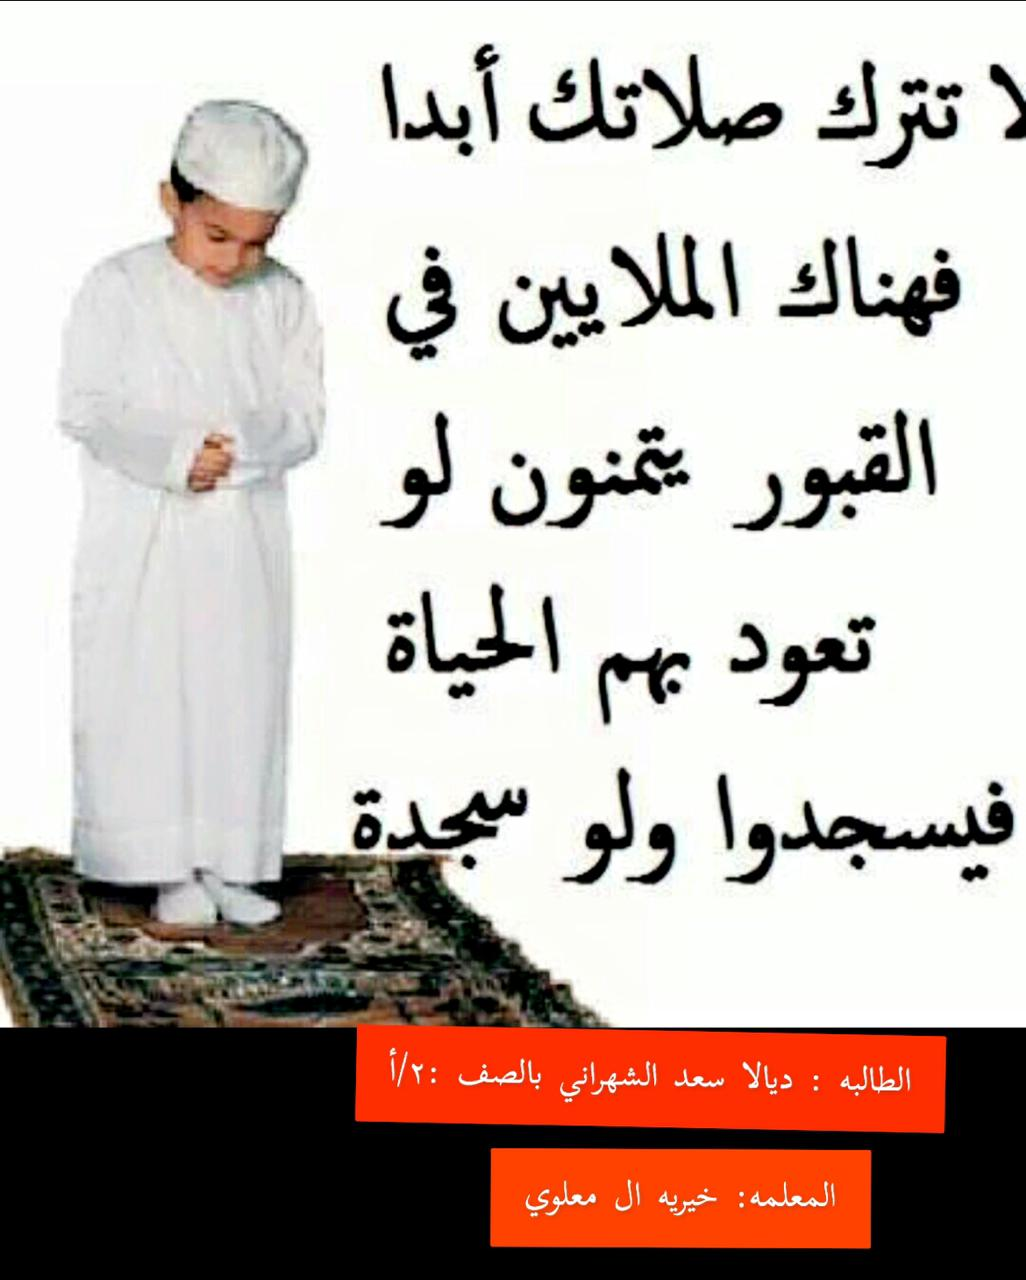 لا تترك صلاتك أبدا
فهناك الملايين في
القبور يتمنون لو
تعود بهم الحياة
فيسجدوا ولو سجدة
الطالبه : ديالا سعد الشهراني بالصف :٢/أ
المعلمه: خيريه ال معلوي